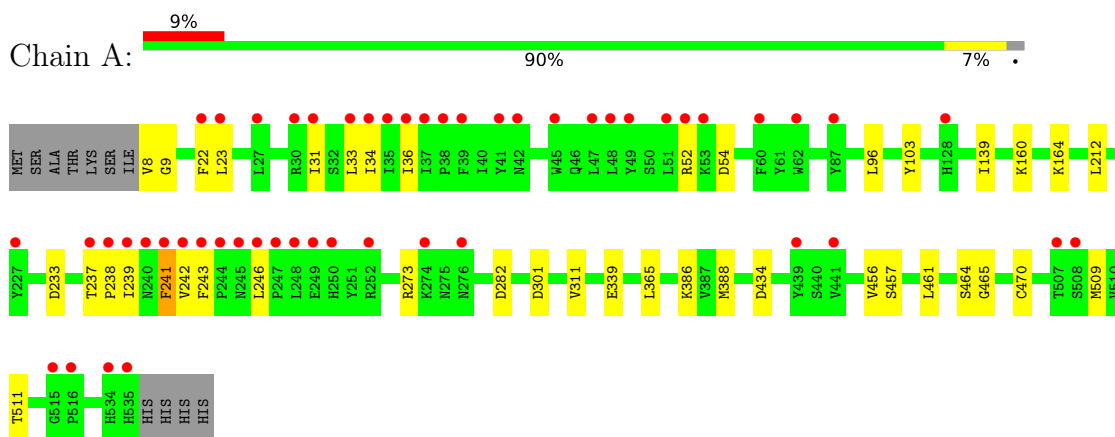 9%
Chain A:
90% 7% •
MET SER ALA THR LYS SER ILE V8 G9 F22 L23 L27 R30 I31 S32 L33 I34 I35 I36 I37 P38 F39 I40 Y41 N42 W45 Q46 L47 L48 Y49 S50 L51 R52 K53 D54 F60 Y61 W62 Y87 L96 Y103 H128 I139 K160 K164 L212
Y227 D233 T237 P238 I239 N240 F241 V242 F243 P244 N245 L246 P247 L248 E249 H250 Y251 R252 R273 K274 N275 N276 D282 D301 V311 E339 L365 K386 V387 M388 D434 Y439 S440 V441 V456 S457 L461 S464 G465 C470 T507 S508 M509 V510
T511 G515 P516 H534 H535 HIS HIS HIS HIS